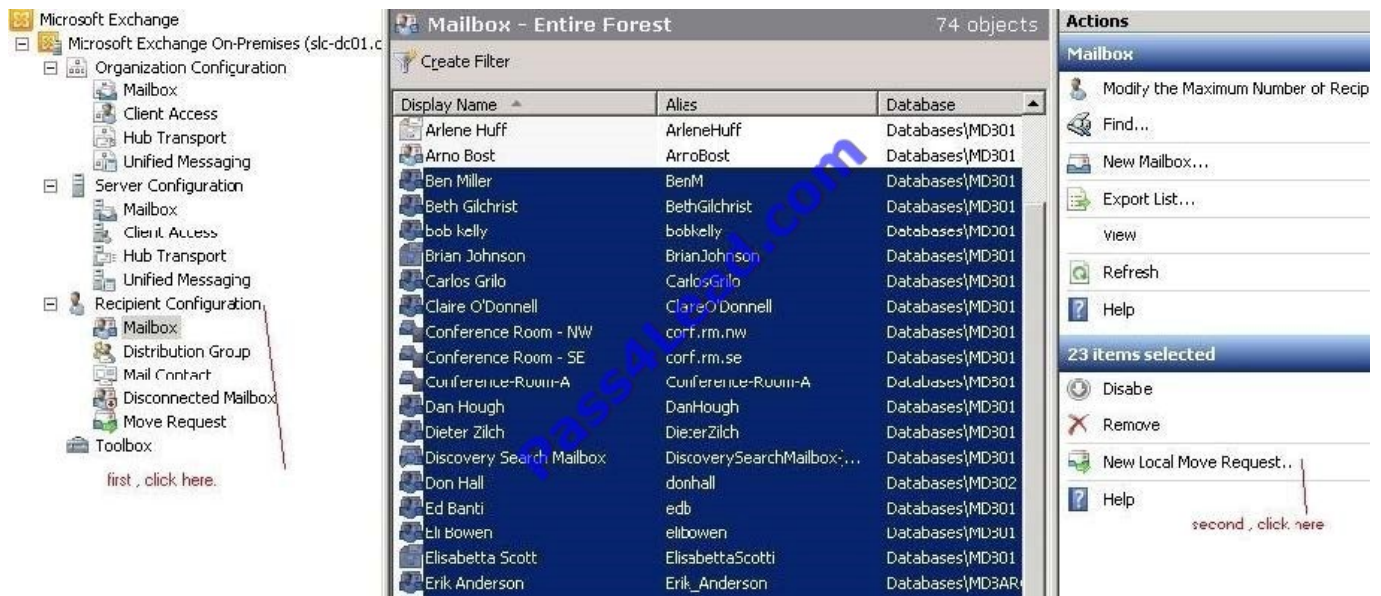 Microsoft Exchange
Microsoft Exchange On-Premises (slc-dc01.c
Organization Configuration
Mailbox
Client Access
Hub Transport
Unified Messaging
Server Configuration
Mailbox
Client Access
Hub Transport
Unified Messaging
Recipient Configuration
Mailbox
Distribution Group
Mail Contact
Disconnected Mailbox
Move Request
Toolbox
first , click here.
Mailbox - Entire Forest 74 objects
Create Filter
Display Name Alias Database
Arlene Huff ArleneHuff Databases\MD301
Arno Bost ArnoBost Databases\MD301
Ben Miller BenM Databases\MD301
Beth Gilchrist BethGilchrist Databases\MD301
bob kelly bobkelly Databases\MD301
Brian Johnson BrianJohnson Databases\MD301
Carlos Grilo CarlosGrilo Databases\MD301
Claire O'Donnell ClaireO'Donnell Databases\MD301
Conference Room - NW conf.rm.nw Databases\MD301
Conference Room - SE conf.rm.se Databases\MD301
Conference-Room-A Conference-Room-A Databases\MD301
Dan Hough DanHough Databases\MD301
Dieter Zilch DieterZilch Databases\MD301
Discovery Search Mailbox DiscoverySearchMailbox-... Databases\MD301
Don Hall donhall Databases\MD302
Ed Banti edb Databases\MD301
Eli Bowen elibowen Databases\MD301
Elisabetta Scott ElisabettaScotti Databases\MD301
Erik Anderson Erik_Anderson Databases\MD3AR
Pass4Lead.com
Actions
Mailbox
Modify the Maximum Number of Recip
Find...
New Mailbox...
Export List...
View
Refresh
Help
23 items selected
Disabe
Remove
New Local Move Request..
Help
second , click here